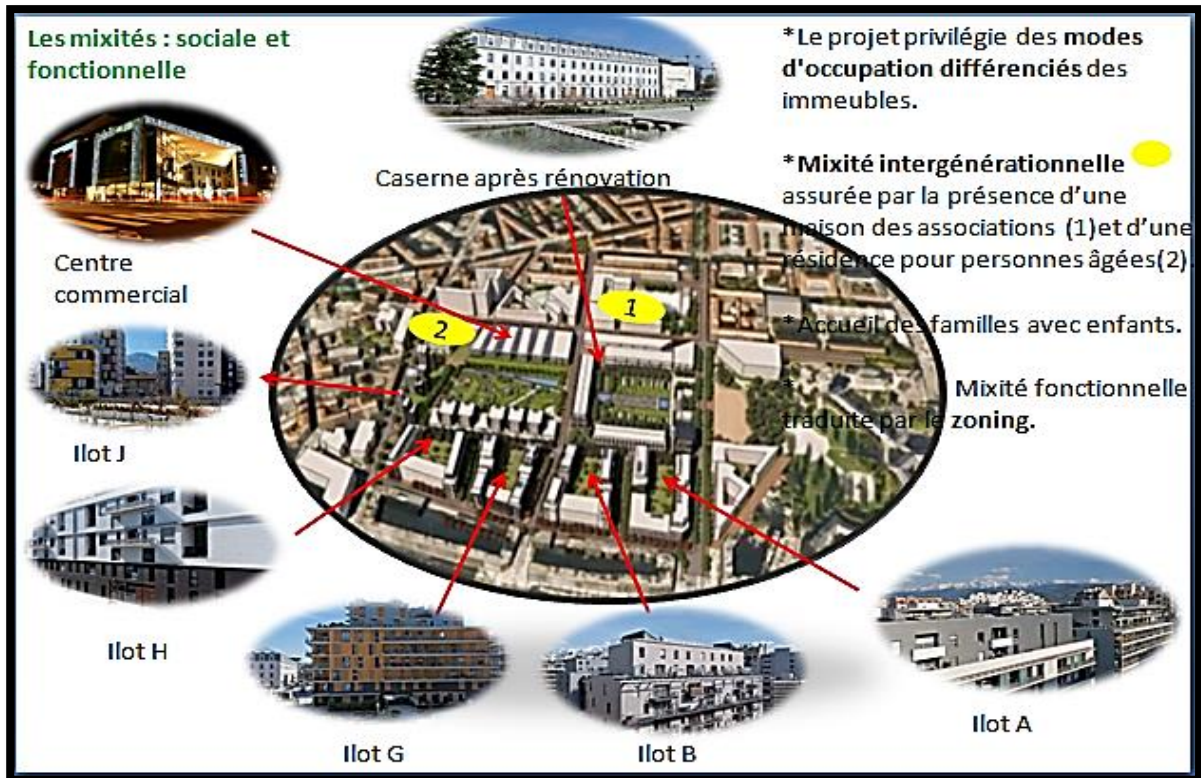 Les mixités : sociale et
fonctionnelle
Caserne après rénovation
Centre
commercial
Ilot J
Ilot H
Ilot G
Ilot B
Ilot A
2
1
*Le projet privilégie des modes
d'occupation différenciés des
immeubles.
*Mixité intergénérationnelle
assurée par la présence d'une
maison des associations (1)et d'une
résidence pour personnes âgées(2).
*Accueil des familles avec enfants.
* Mixité fonctionnelle
traduite par le zoning.